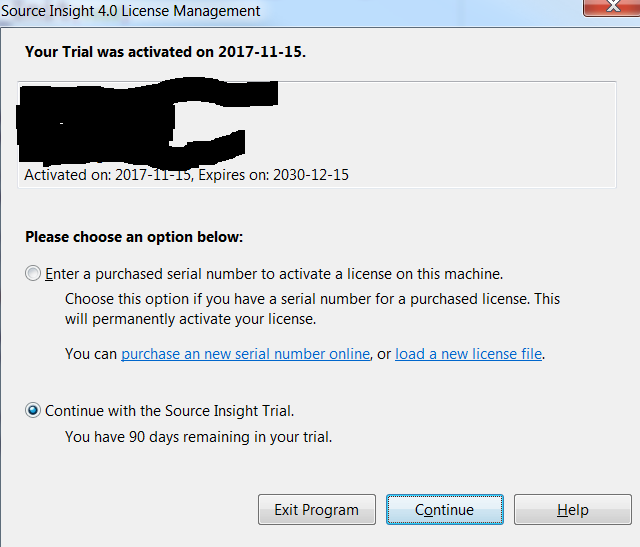 Source Insight 4.0 License Management
Your Trial was activated on 2017-11-15.
Activated on: 2017-11-15, Expires on: 2030-12-15
Please choose an option below:
Enter a purchased serial number to activate a license on this machine.
Choose this option if you have a serial number for a purchased license. This
will permanently activate your license.
You can purchase an new serial number online, or load a new license file.
Continue with the Source Insight Trial.
You have 90 days remaining in your trial.
Exit Program
Continue
Help